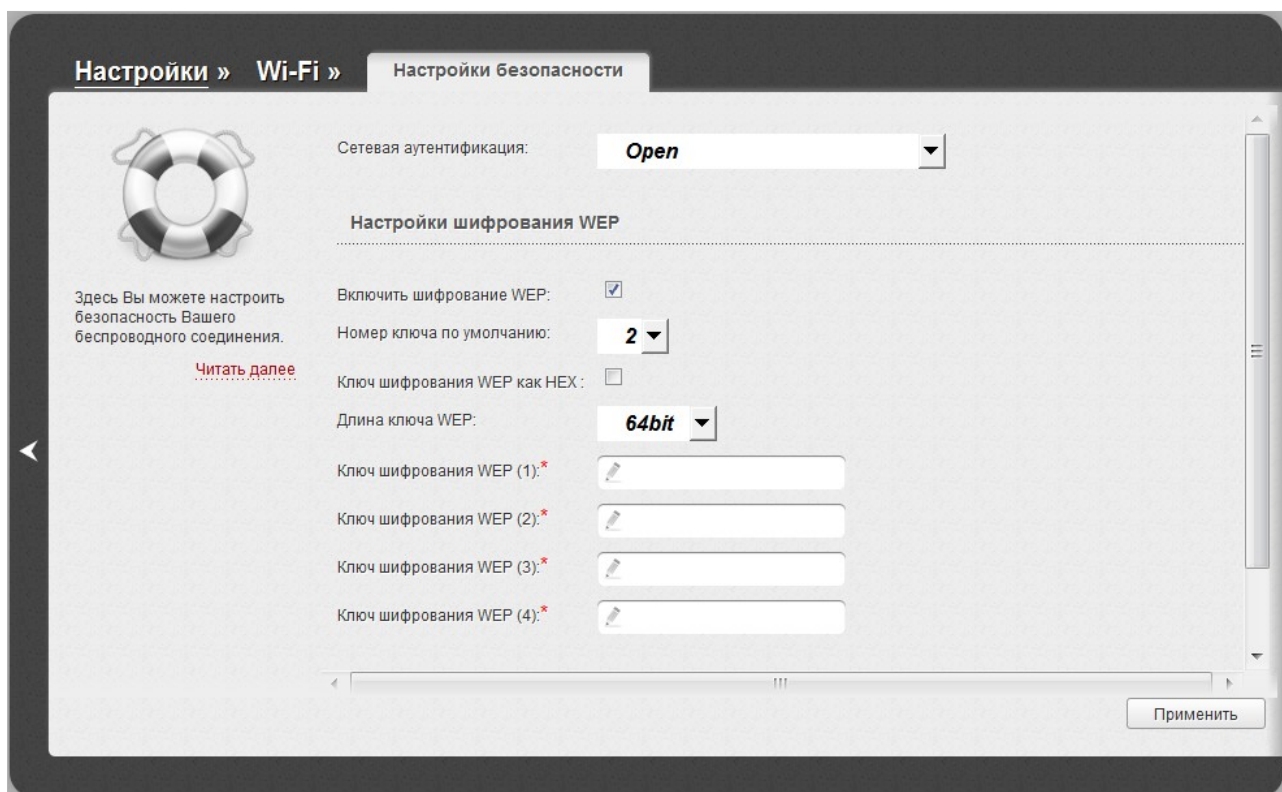 Настройки » Wi-Fi » Настройки безопасности
Сетевая аутентификация: Open
Настройки шифрования WEP
Здесь Вы можете настроить
безопасность Вашего
беспроводного соединения.
Читать далее
Включить шифрование WEP:
Номер ключа по умолчанию: 2
Ключ шифрования WEP как HEX :
Длина ключа WEP: 64bit
Ключ шифрования WEP (1):*
Ключ шифрования WEP (2):*
Ключ шифрования WEP (3):*
Ключ шифрования WEP (4):*
Применить